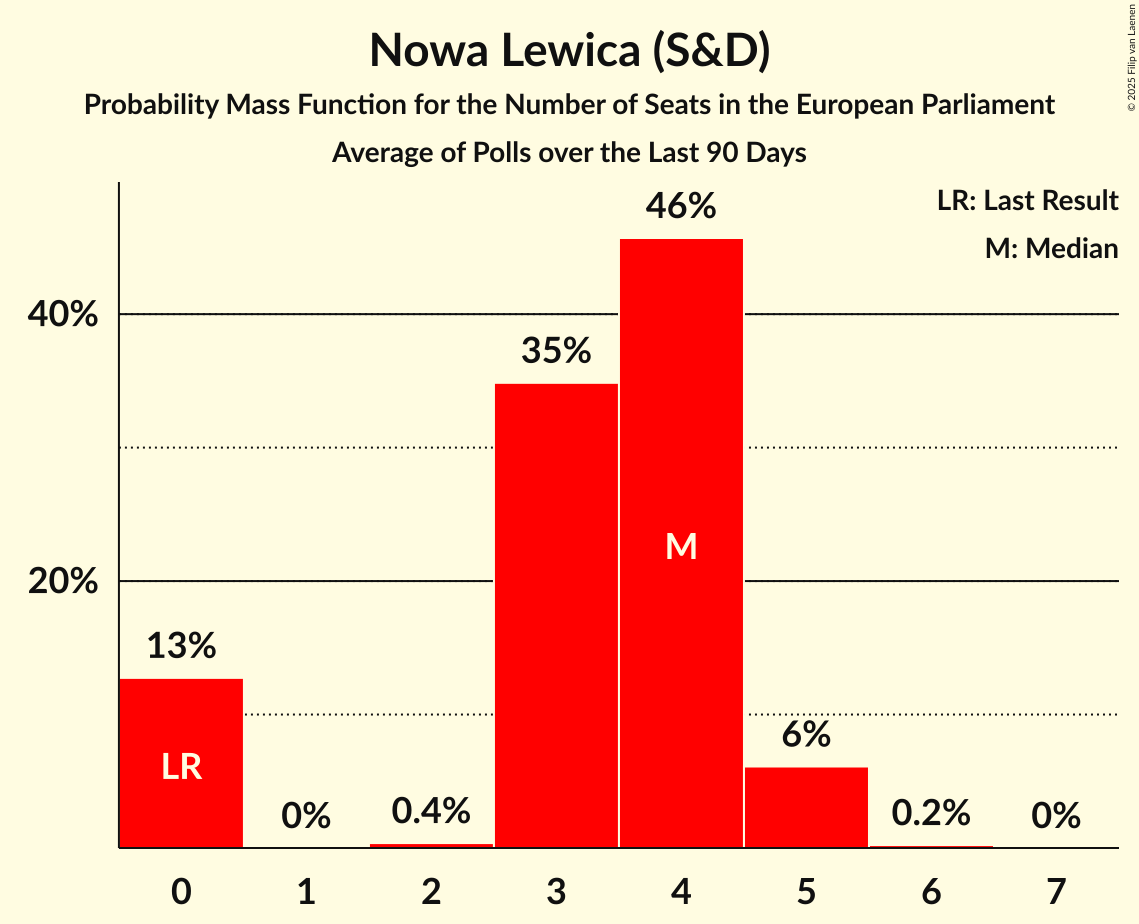 Nowa Lewica (S&D)
Probability Mass Function for the Number of Seats in the European Parliament
Average of Polls over the Last 90 Days
© 2025 Filip van Laenen
LR: Last Result
M: Median
46%
40%
35%
M
20%
13%
6%
LR
0%
0.4%
0.2%
0%
0 1 2 3 4 5 6 7